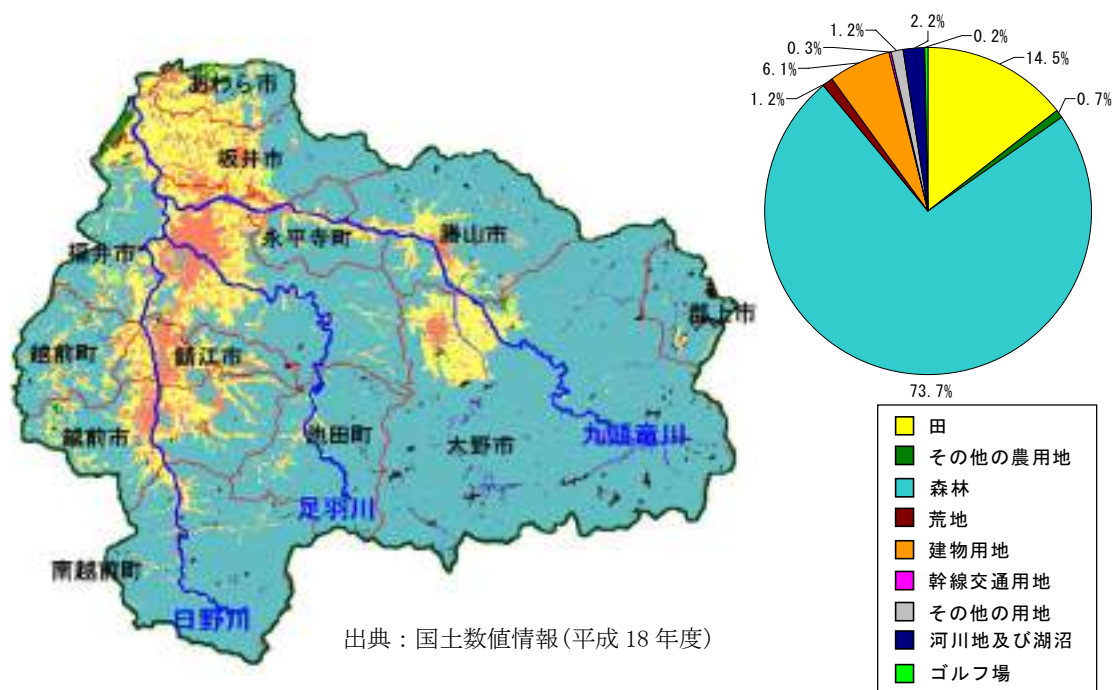 あわら市
坂井市
永平寺町
勝山市
福井市
郡上市
越前町
鯖江市
越前市
池田町
大野市
九頭竜川
足羽川
南越前町
日野川
出典：国土数値情報(平成 18 年度)
2.2%
1.2%
0.2%
0.3%
14.5%
6.1%
1.2%
0.7%
73.7%
田
その他の農用地
森林
荒地
建物用地
幹線交通用地
その他の用地
河川地及び湖沼
ゴルフ場